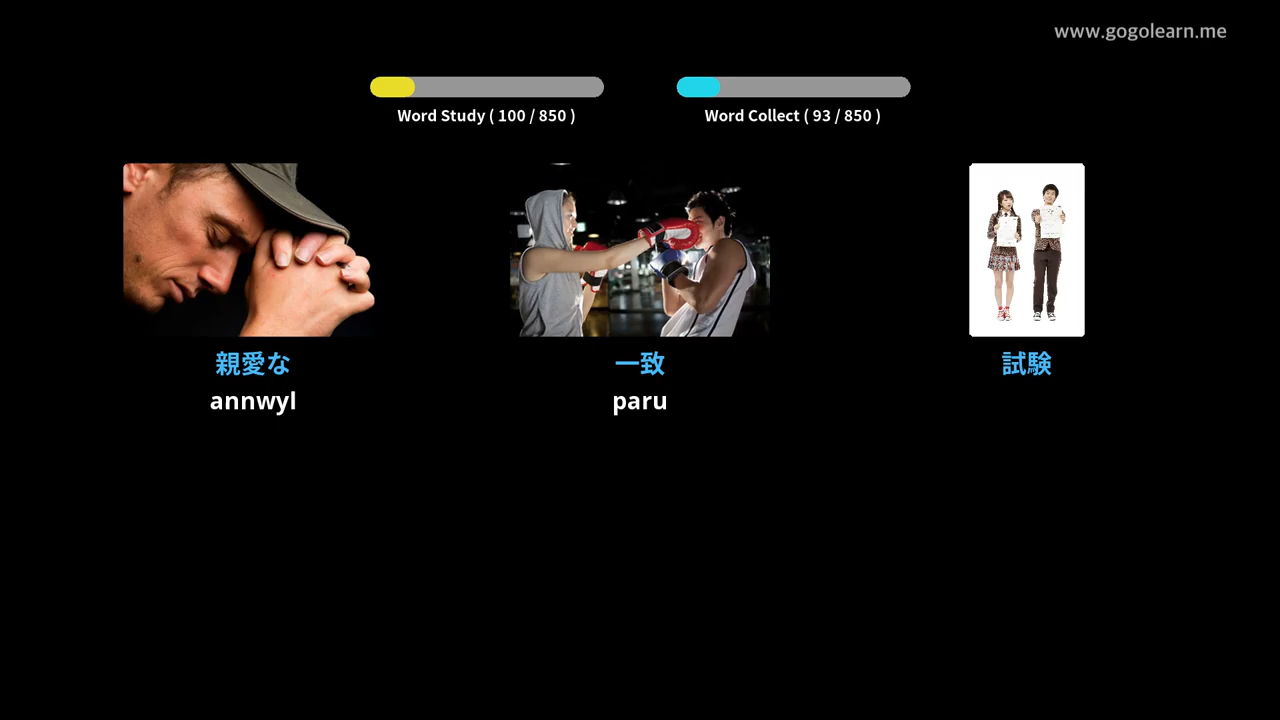 www.gogolearn.me
Word Study ( 100 / 850 )
Word Collect ( 93 / 850 )
親愛な
annwyl
一致
paru
試験